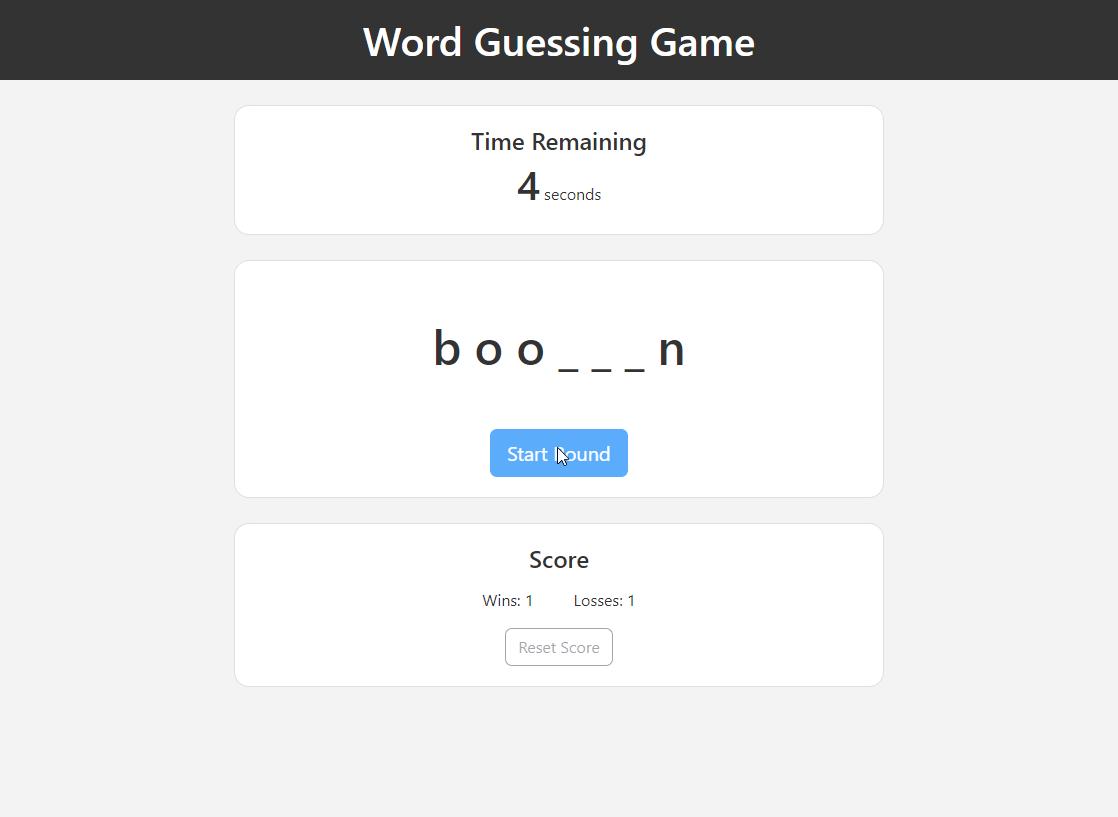 Word Guessing Game
Time Remaining
4 seconds
b o o _ _ _ n
Start Round
Score
Wins: 1 Losses: 1
Reset Score